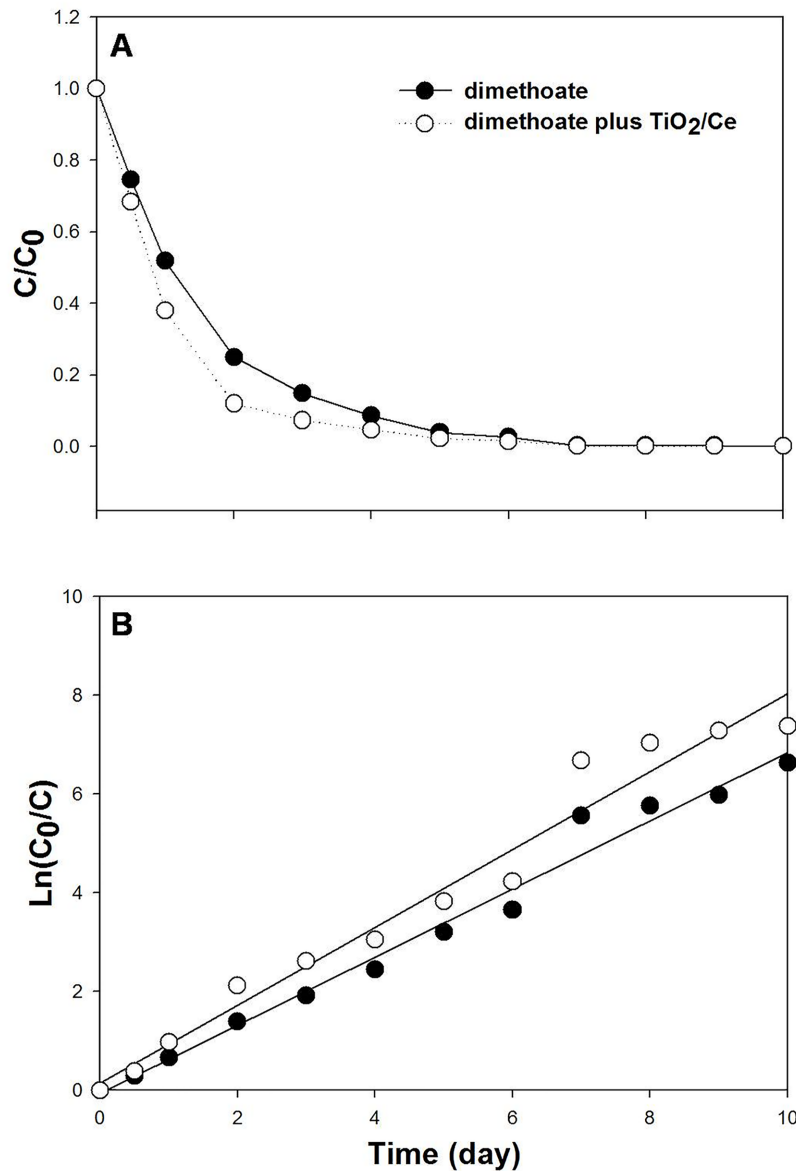 A
dimethoate
dimethoate plus TiO₂/Ce
C/C₀
1.2
1.0
0.8
0.6
0.4
0.2
0.0
B
Ln(C₀/C)
10
8
6
4
2
0
0 2 4 6 8 10
Time (day)